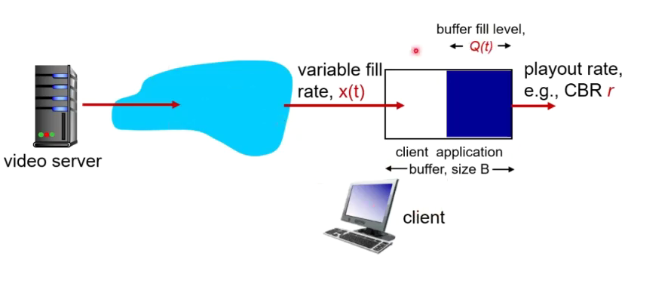 buffer fill level,
Q(t)
variable fill
rate, x(t)
playout rate,
e.g., CBR r
video server
client application
buffer, size B
client